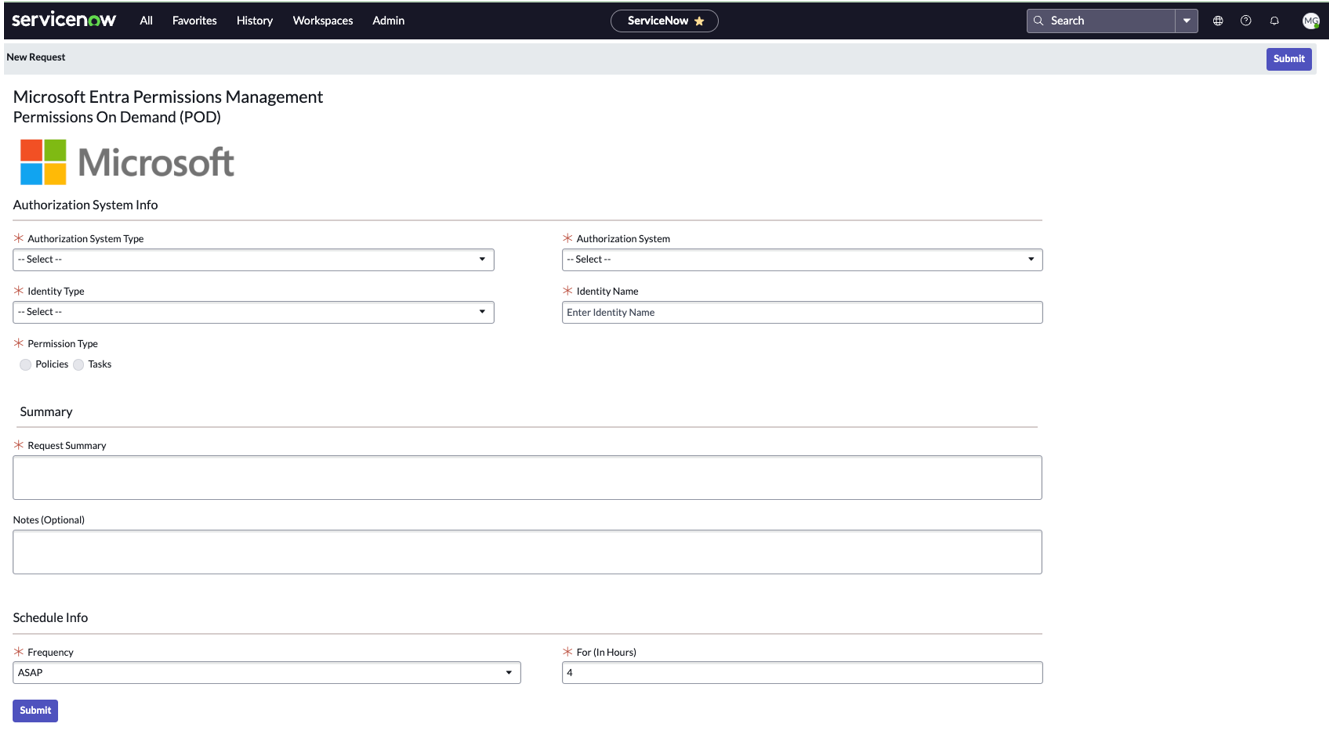 servicenow All Favorites History Workspaces Admin ServiceNow Search MG
New Request Submit
Microsoft Entra Permissions Management
Permissions On Demand (POD)
Microsoft
Authorization System Info
* Authorization System Type * Authorization System
-- Select -- -- Select --
* Identity Type * Identity Name
-- Select -- Enter Identity Name
* Permission Type
Policies Tasks
Summary
* Request Summary
Notes (Optional)
Schedule Info
* Frequency * For (In Hours)
ASAP 4
Submit